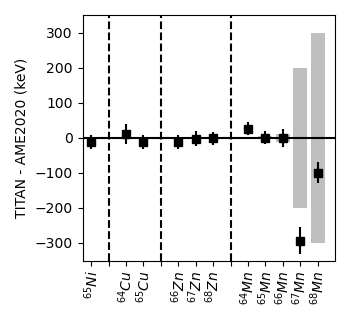 TITAN - AME2020 (keV)
300
200
100
0
−100
−200
−300
⁶⁵Ni
⁶⁴Cu
⁶⁵Cu
⁶⁶Zn
⁶⁷Zn
⁶⁸Zn
⁶⁴Mn
⁶⁵Mn
⁶⁶Mn
⁶⁷Mn
⁶⁸Mn